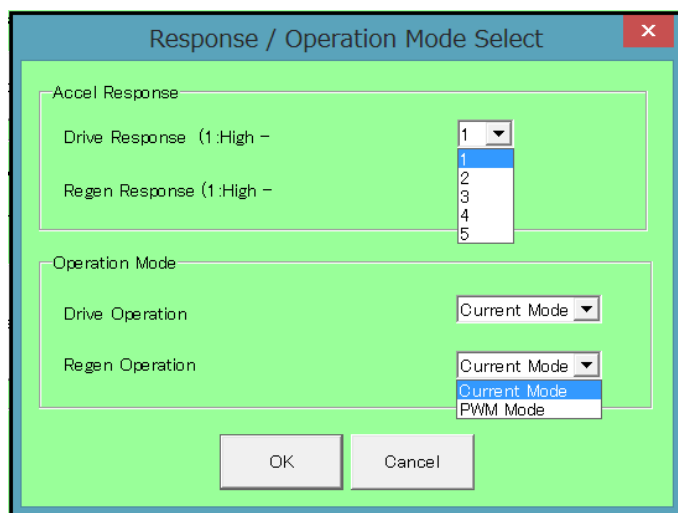 Response / Operation Mode Select
Accel Response
Drive Response (1:High -
1
1
2
3
4
5
Regen Response (1:High -
Operation Mode
Drive Operation
Current Mode
Regen Operation
Current Mode
Current Mode
PWM Mode
OK
Cancel